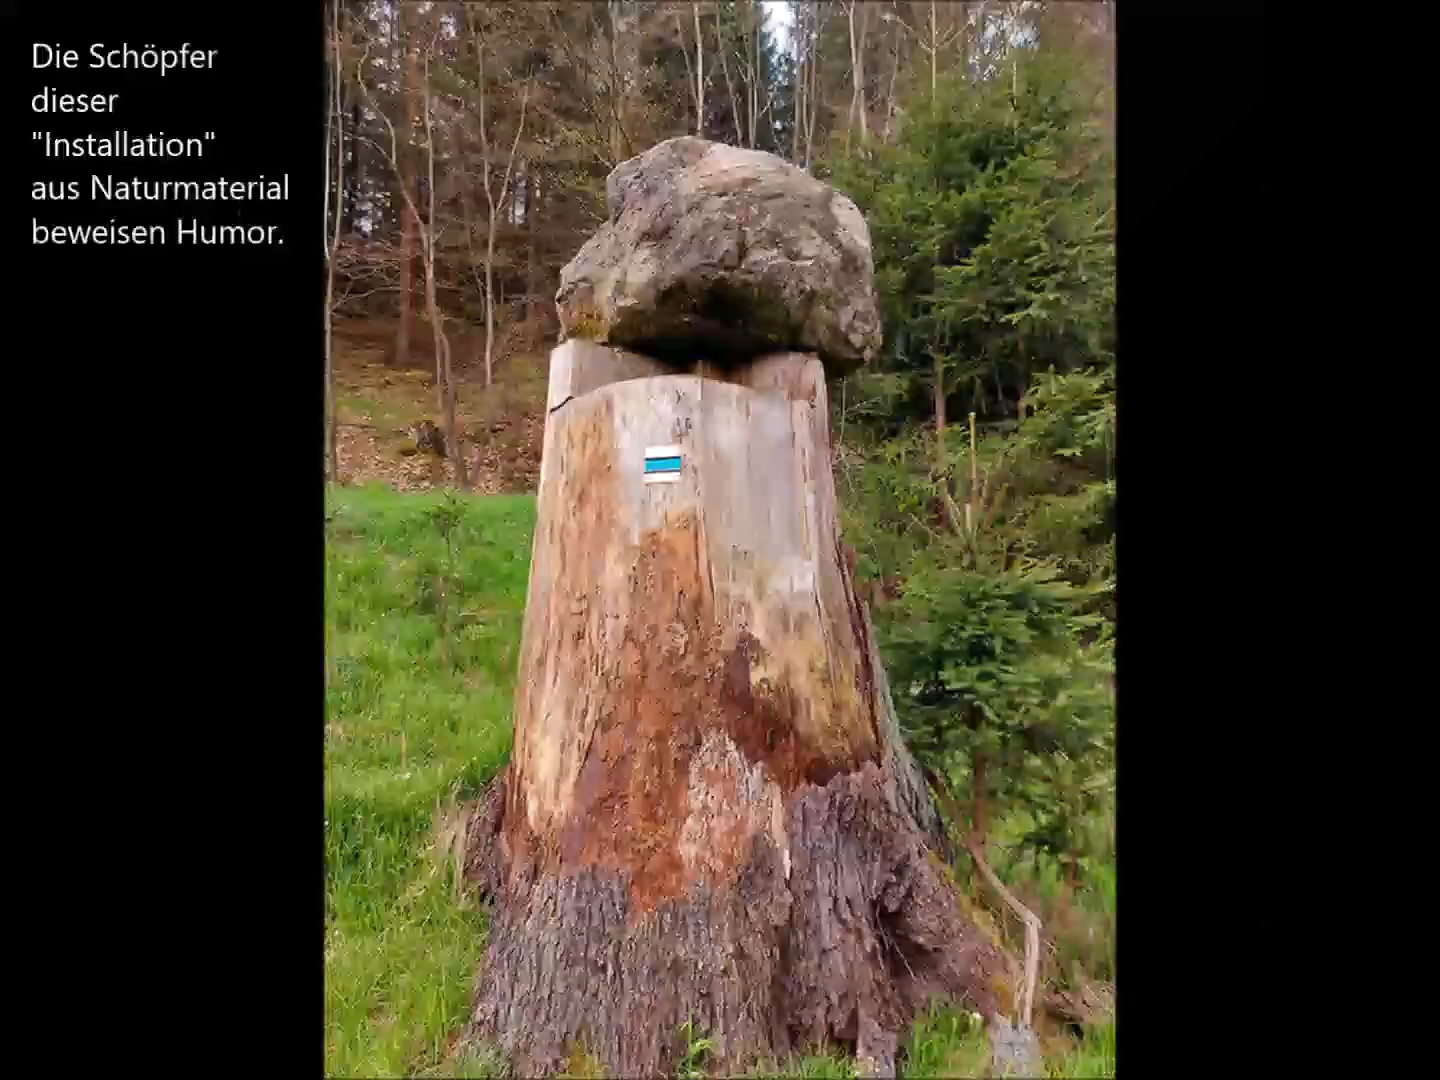 Die Schöpfer
dieser
"Installation"
aus Naturmaterial
beweisen Humor.